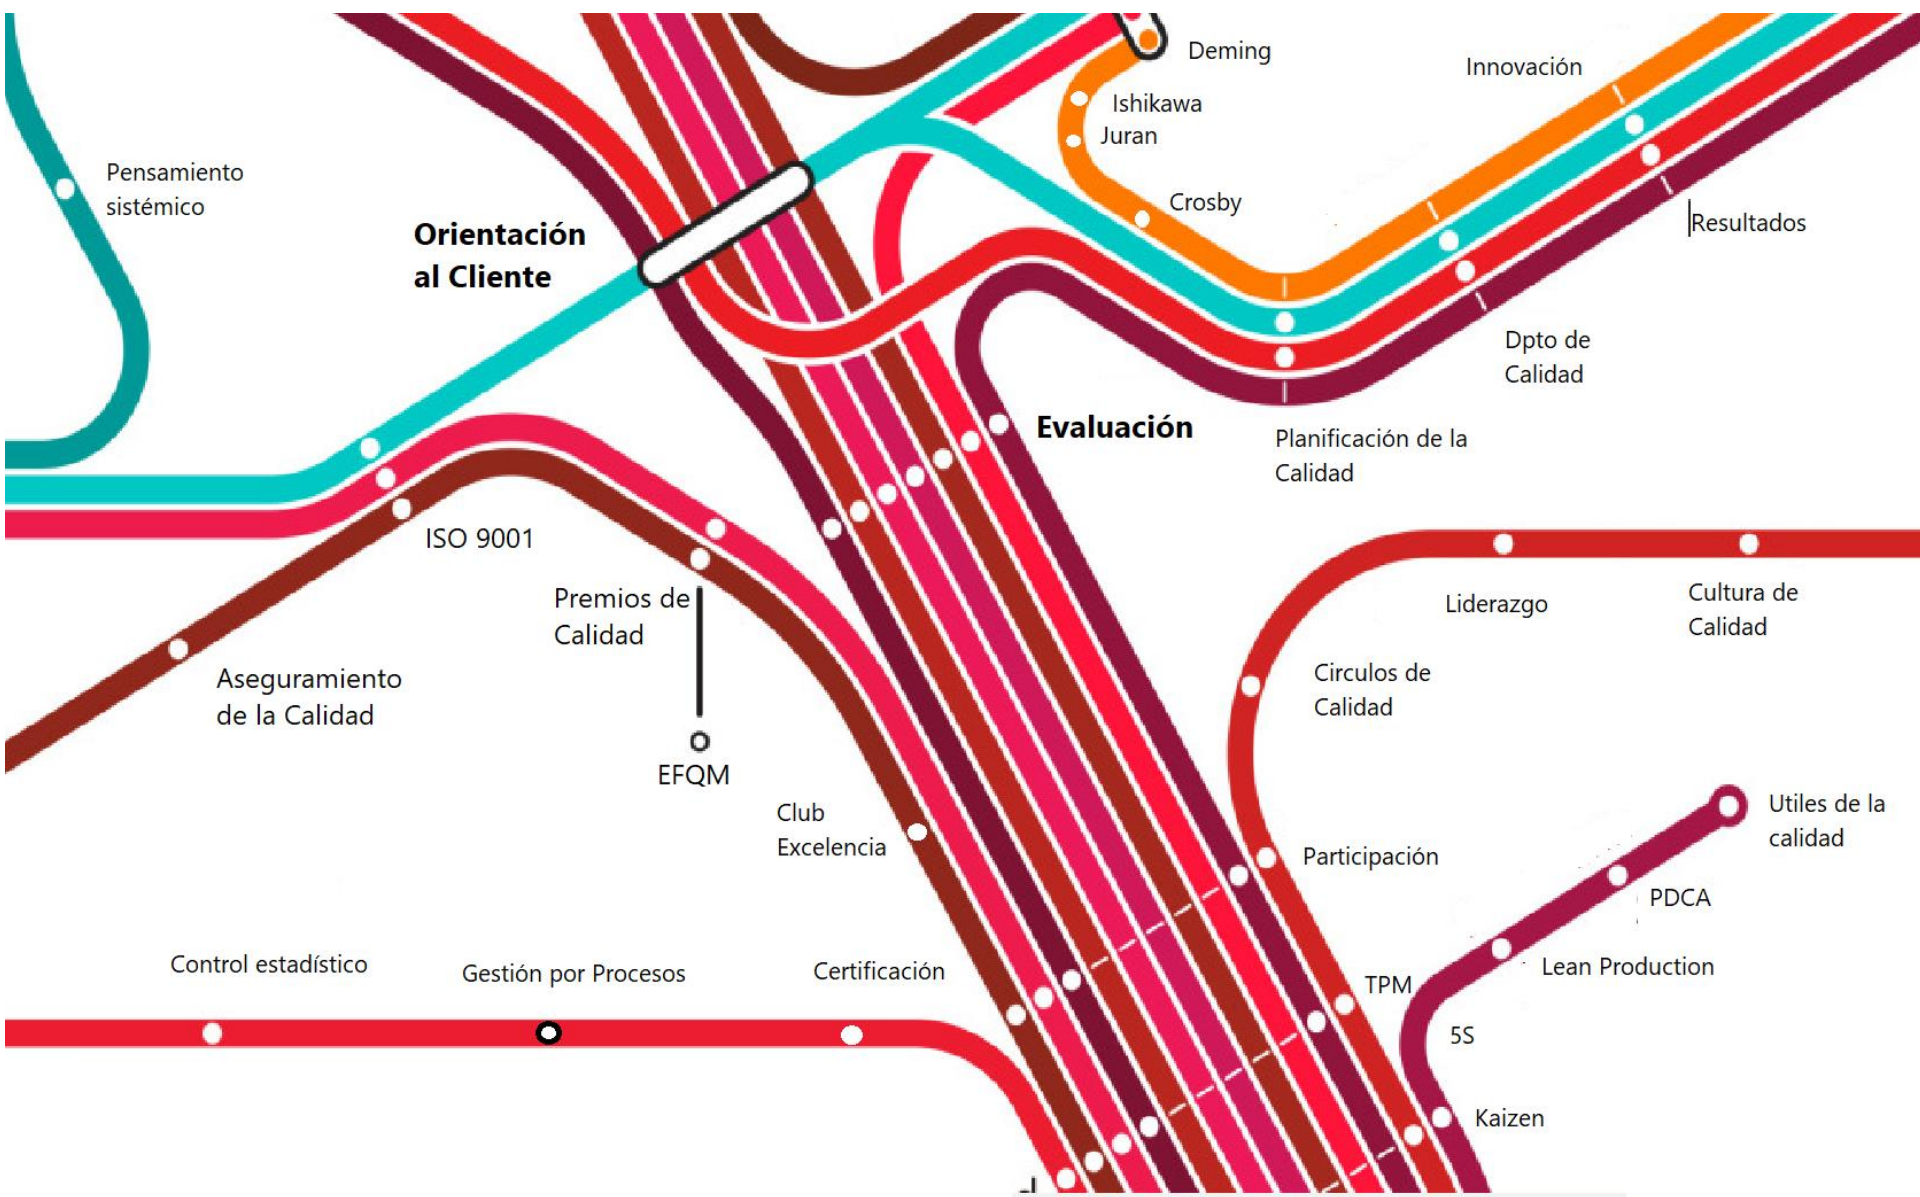 Deming
Innovación
Ishikawa
Juran
Pensamiento
sistémico
Crosby
Resultados
Orientación
al Cliente
Dpto de
Calidad
Evaluación
Planificación de la
Calidad
ISO 9001
Premios de
Calidad
Liderazgo
Cultura de
Calidad
Aseguramiento
de la Calidad
Circulos de
Calidad
EFQM
Club
Excelencia
Utiles de la
calidad
Participación
PDCA
Control estadístico
Gestión por Procesos
Certificación
Lean Production
TPM
5S
Kaizen